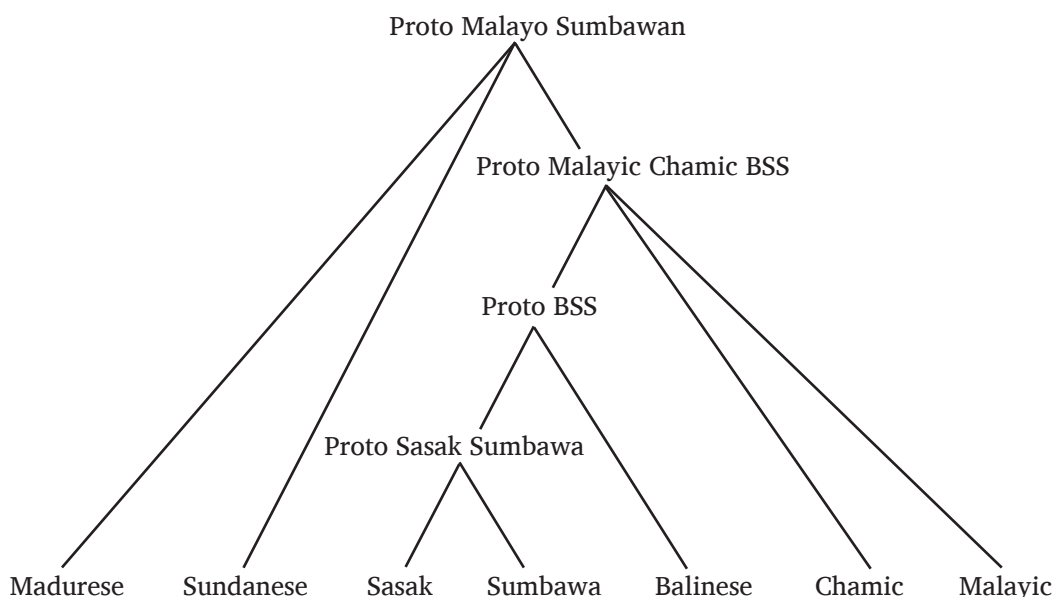 Proto Malayo Sumbawan
Proto Malayic Chamic BSS
Proto BSS
Proto Sasak Sumbawa
Madurese Sundanese Sasak Sumbawa Balinese Chamic Malayic